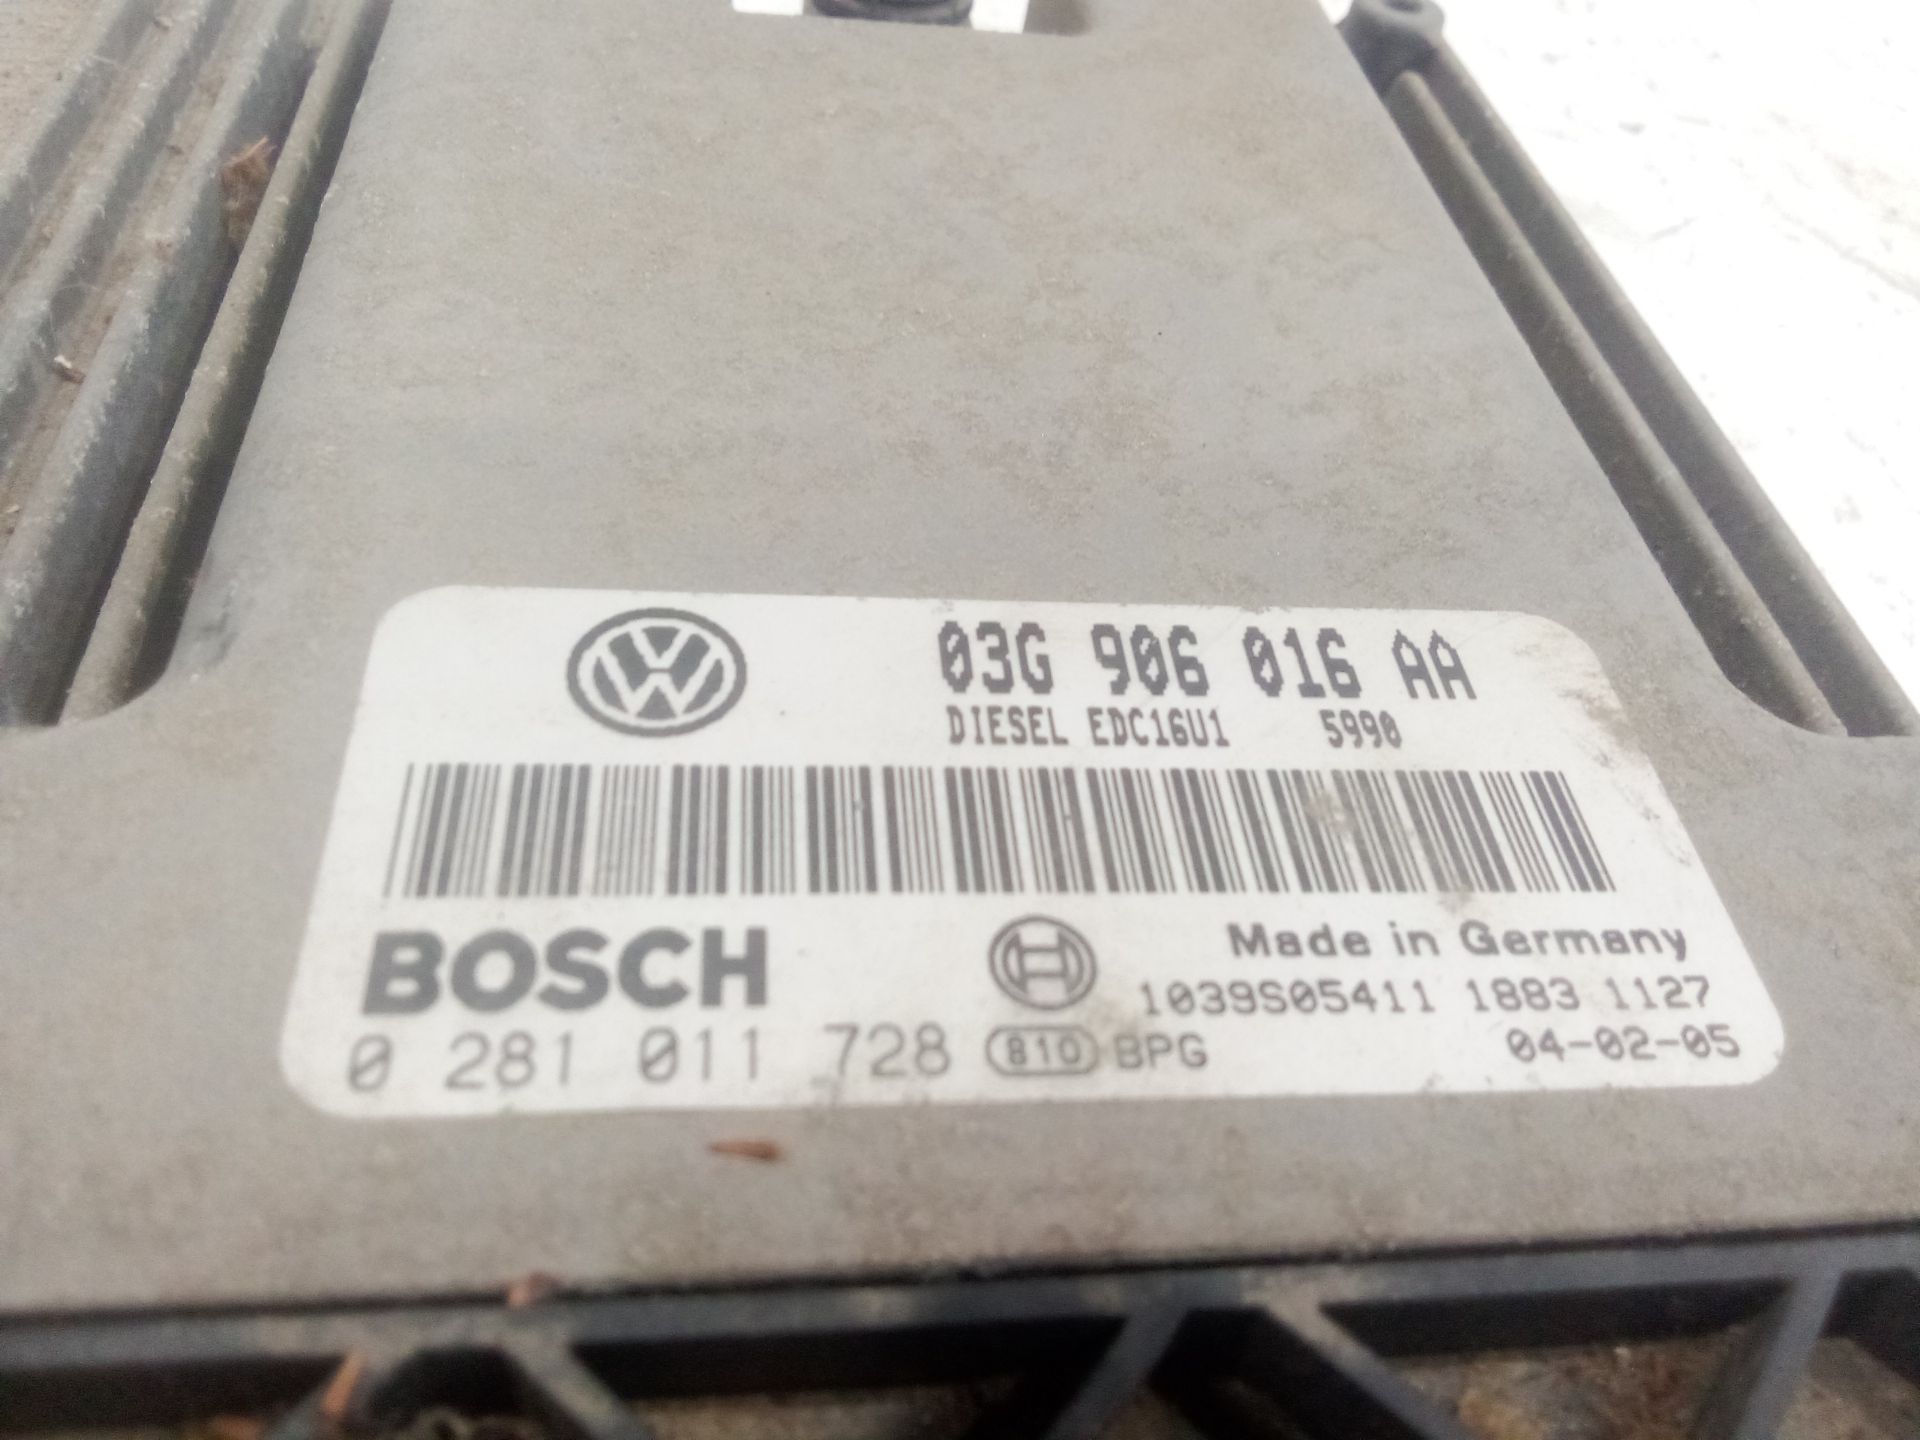 03G 906 016 AA
DIESEL EDC16U1 5990
BOSCH
Made in Germany
1039S05411 1883 1127
0 281 011 728 810 BPG 04-02-05